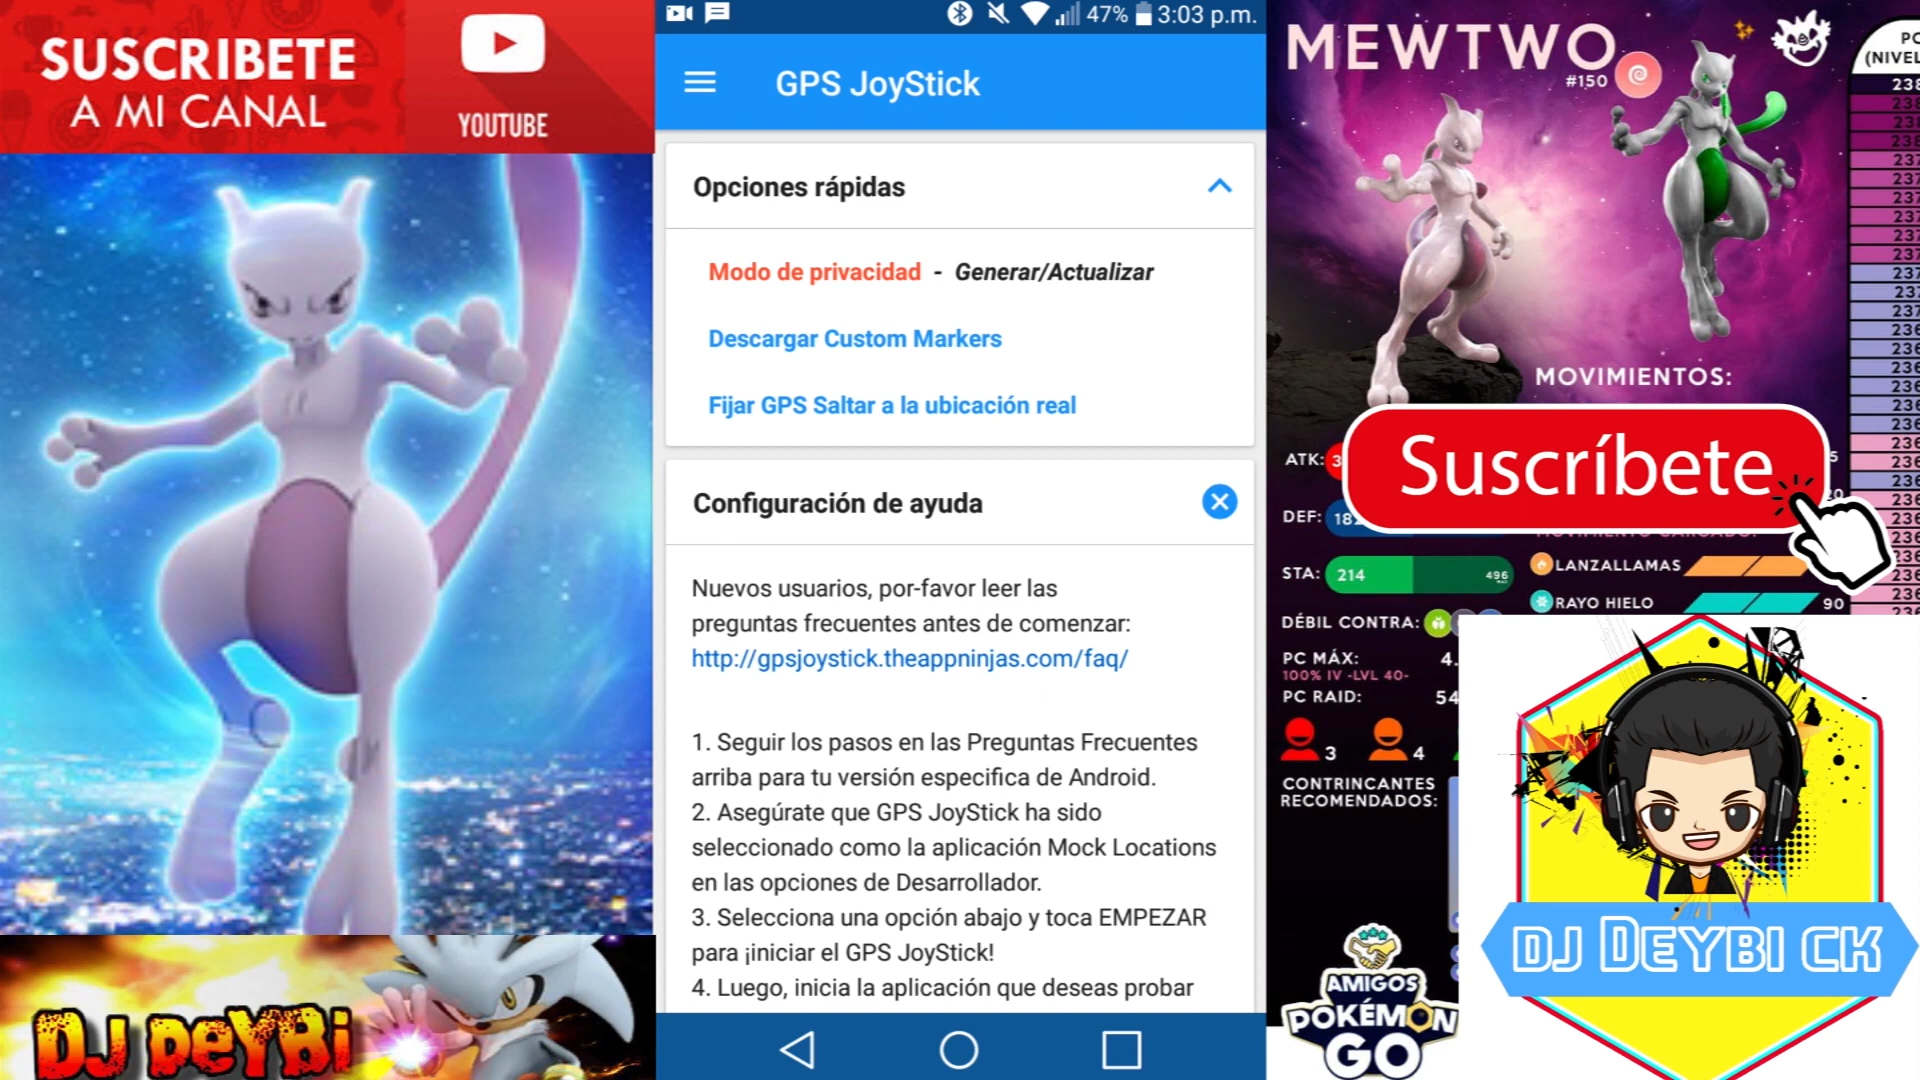 SUSCRIBETE
A MI CANAL
YOUTUBE
DJ DeYBi
47% 3:03 p.m.
GPS JoyStick
Opciones rápidas
Modo de privacidad - Generar/Actualizar
Descargar Custom Markers
Fijar GPS Saltar a la ubicación real
Configuración de ayuda
Nuevos usuarios, por-favor leer las
preguntas frecuentes antes de comenzar:
http://gpsjoystick.theappninjas.com/faq/
1. Seguir los pasos en las Preguntas Frecuentes
arriba para tu versión especifica de Android.
2. Asegúrate que GPS JoyStick ha sido
seleccionado como la aplicación Mock Locations
en las opciones de Desarrollador.
3. Selecciona una opción abajo y toca EMPEZAR
para ¡iniciar el GPS JoyStick!
4. Luego, inicia la aplicación que deseas probar
MEWTWO
#150
MOVIMIENTOS:
Suscríbete
ATK:
DEF:
STA: 214 496
LANZALLAMAS
RAYO HIELO 90
DÉBIL CONTRA:
PC MÁX: 4.
100% IV -LVL 40-
PC RAID: 54
3 4
CONTRINCANTES
RECOMENDADOS:
AMIGOS
POKÉMON
GO
DJ DEYBI CK